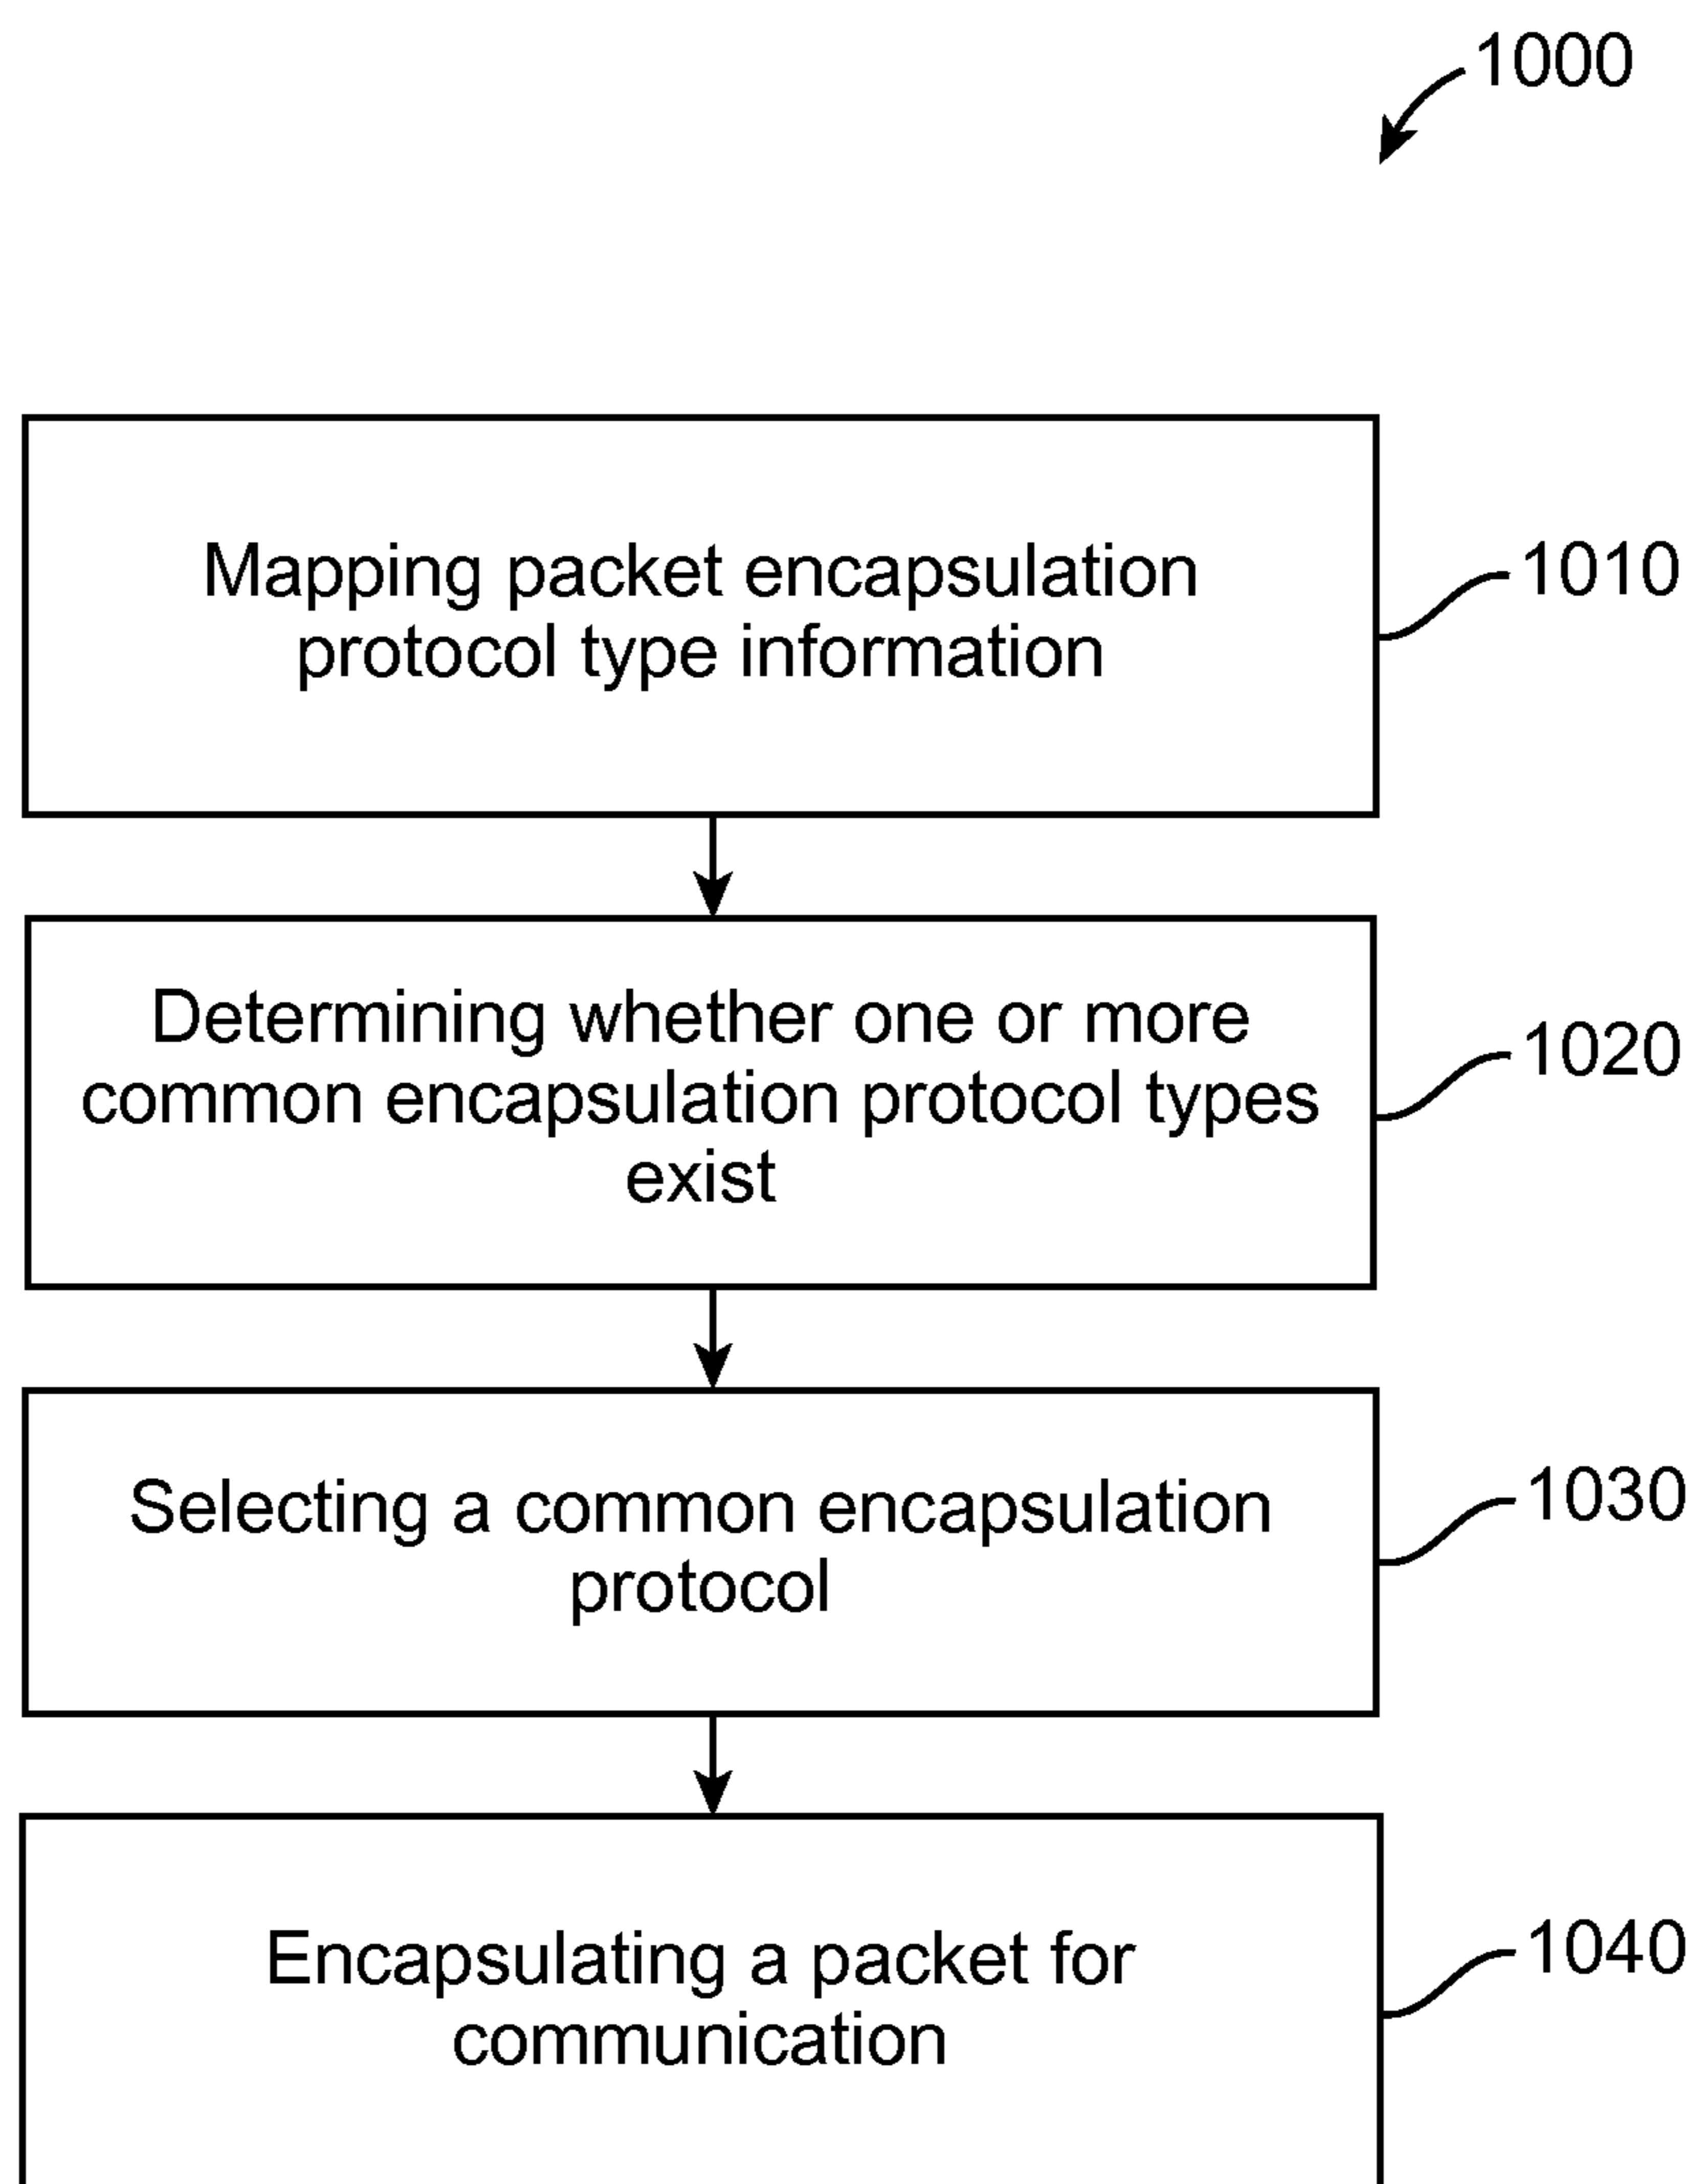 1000
Mapping packet encapsulation
protocol type information
1010
Determining whether one or more
common encapsulation protocol types
exist
1020
Selecting a common encapsulation
protocol
1030
Encapsulating a packet for
communication
1040